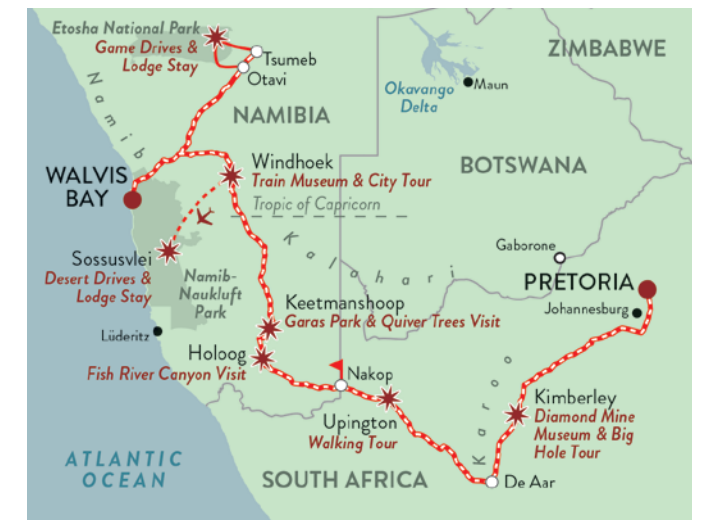 Etosha National Park
Game Drives &
Lodge Stay
Tsumeb
Otavi
ZIMBABWE
Okavango
Delta
Maun
Namib
NAMIBIA
BOTSWANA
WALVIS
BAY
Windhoek
Train Museum & City Tour
Tropic of Capricorn
Kalahari
Sossusvlei
Desert Drives &
Lodge Stay
Namib-
Naukluft
Park
Gaborone
PRETORIA
Johannesburg
Keetmanshoop
Garas Park & Quiver Trees Visit
Lüderitz
Holoog
Fish River Canyon Visit
Nakop
Karoo
Kimberley
Diamond Mine
Museum & Big
Hole Tour
Upington
Walking Tour
ATLANTIC
OCEAN
SOUTH AFRICA
De Aar